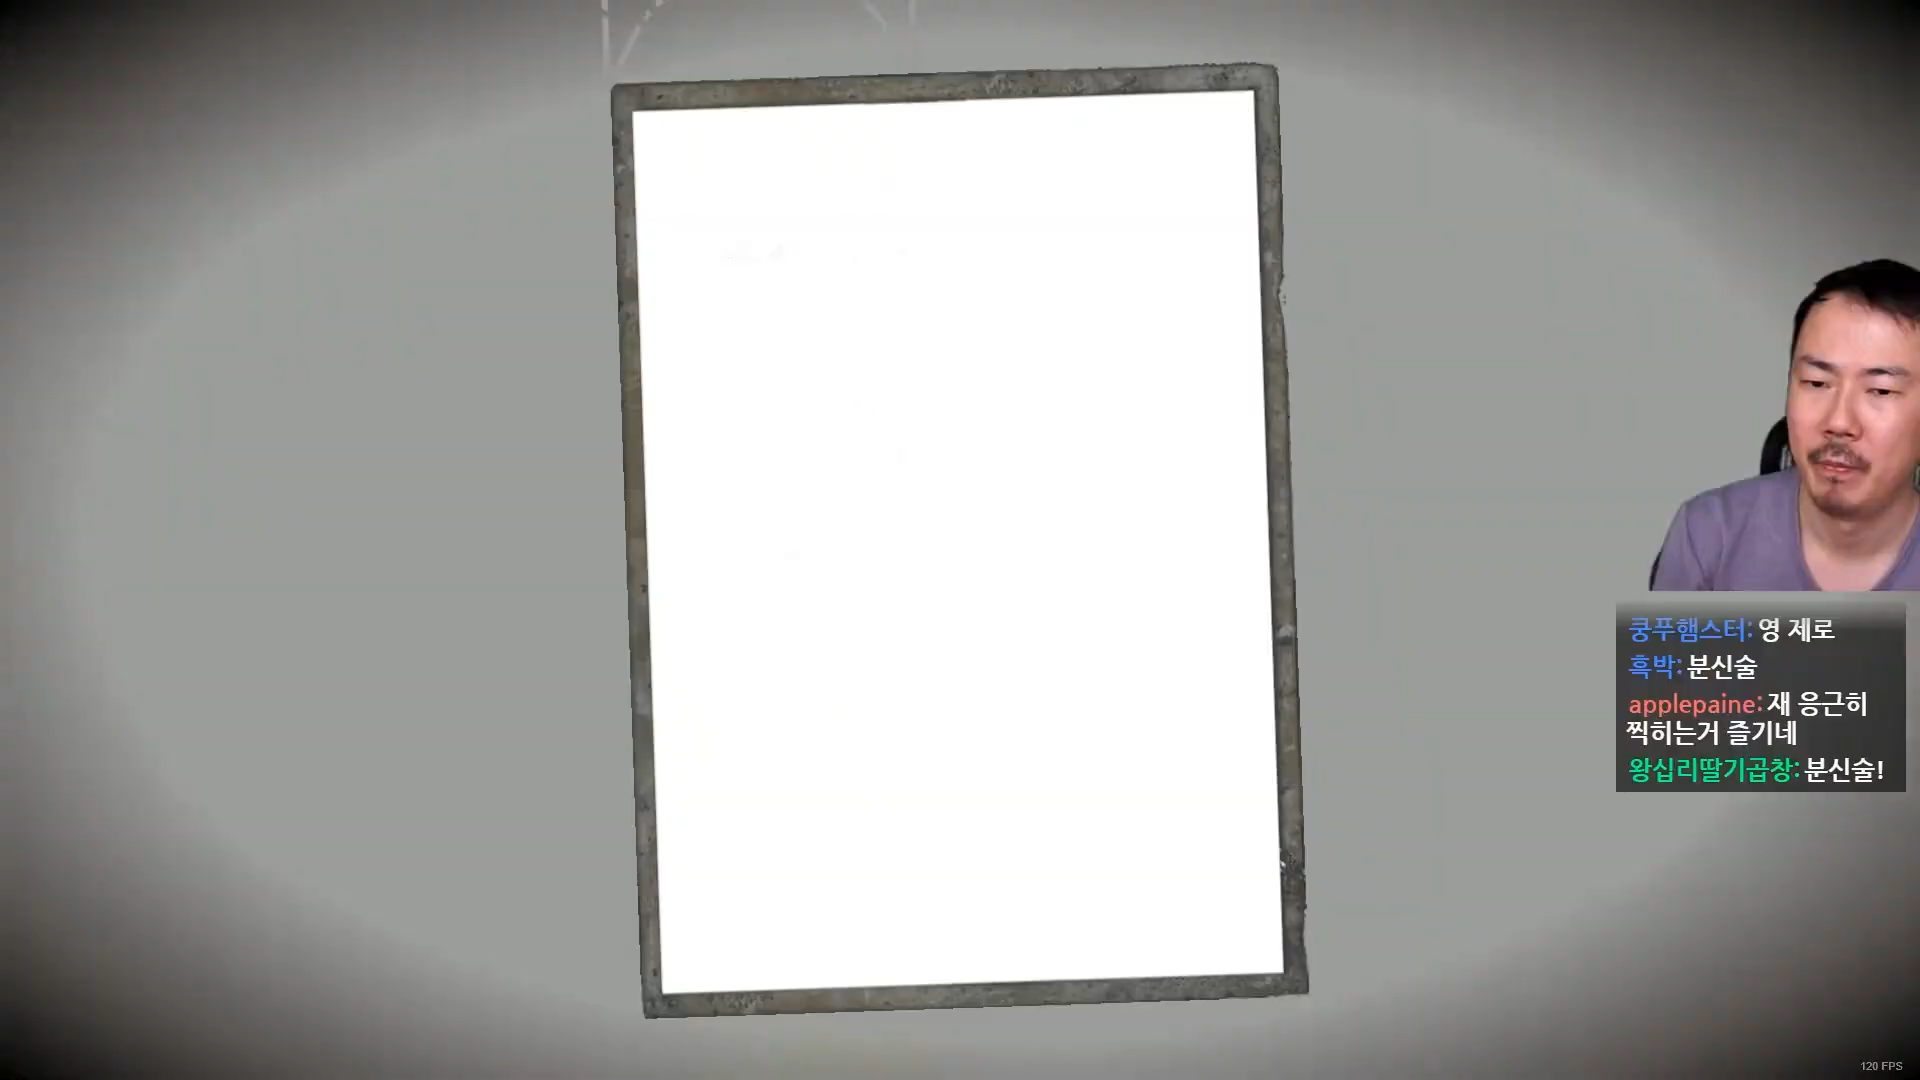 쿵푸햄스터: 영 제로
흑박: 분신술
applepaine: 재 응근히
찍히는거 즐기네
왕십리딸기곱창: 분신술!
120 FPS